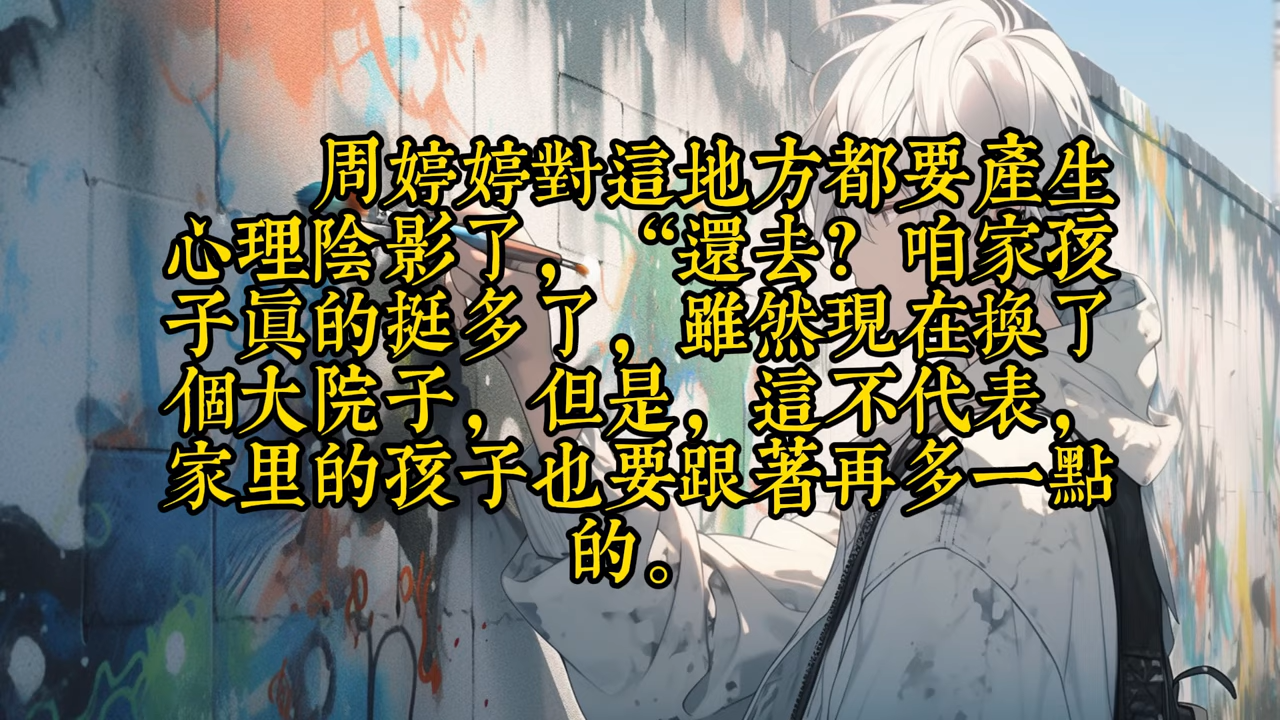 周婷婷對這地方都要產生
心理陰影了，“還去？咱家孩
子眞的挺多了，雖然現在換了
個大院子，但是，這不代表，
家里的孩子也要跟著再多一點
的。